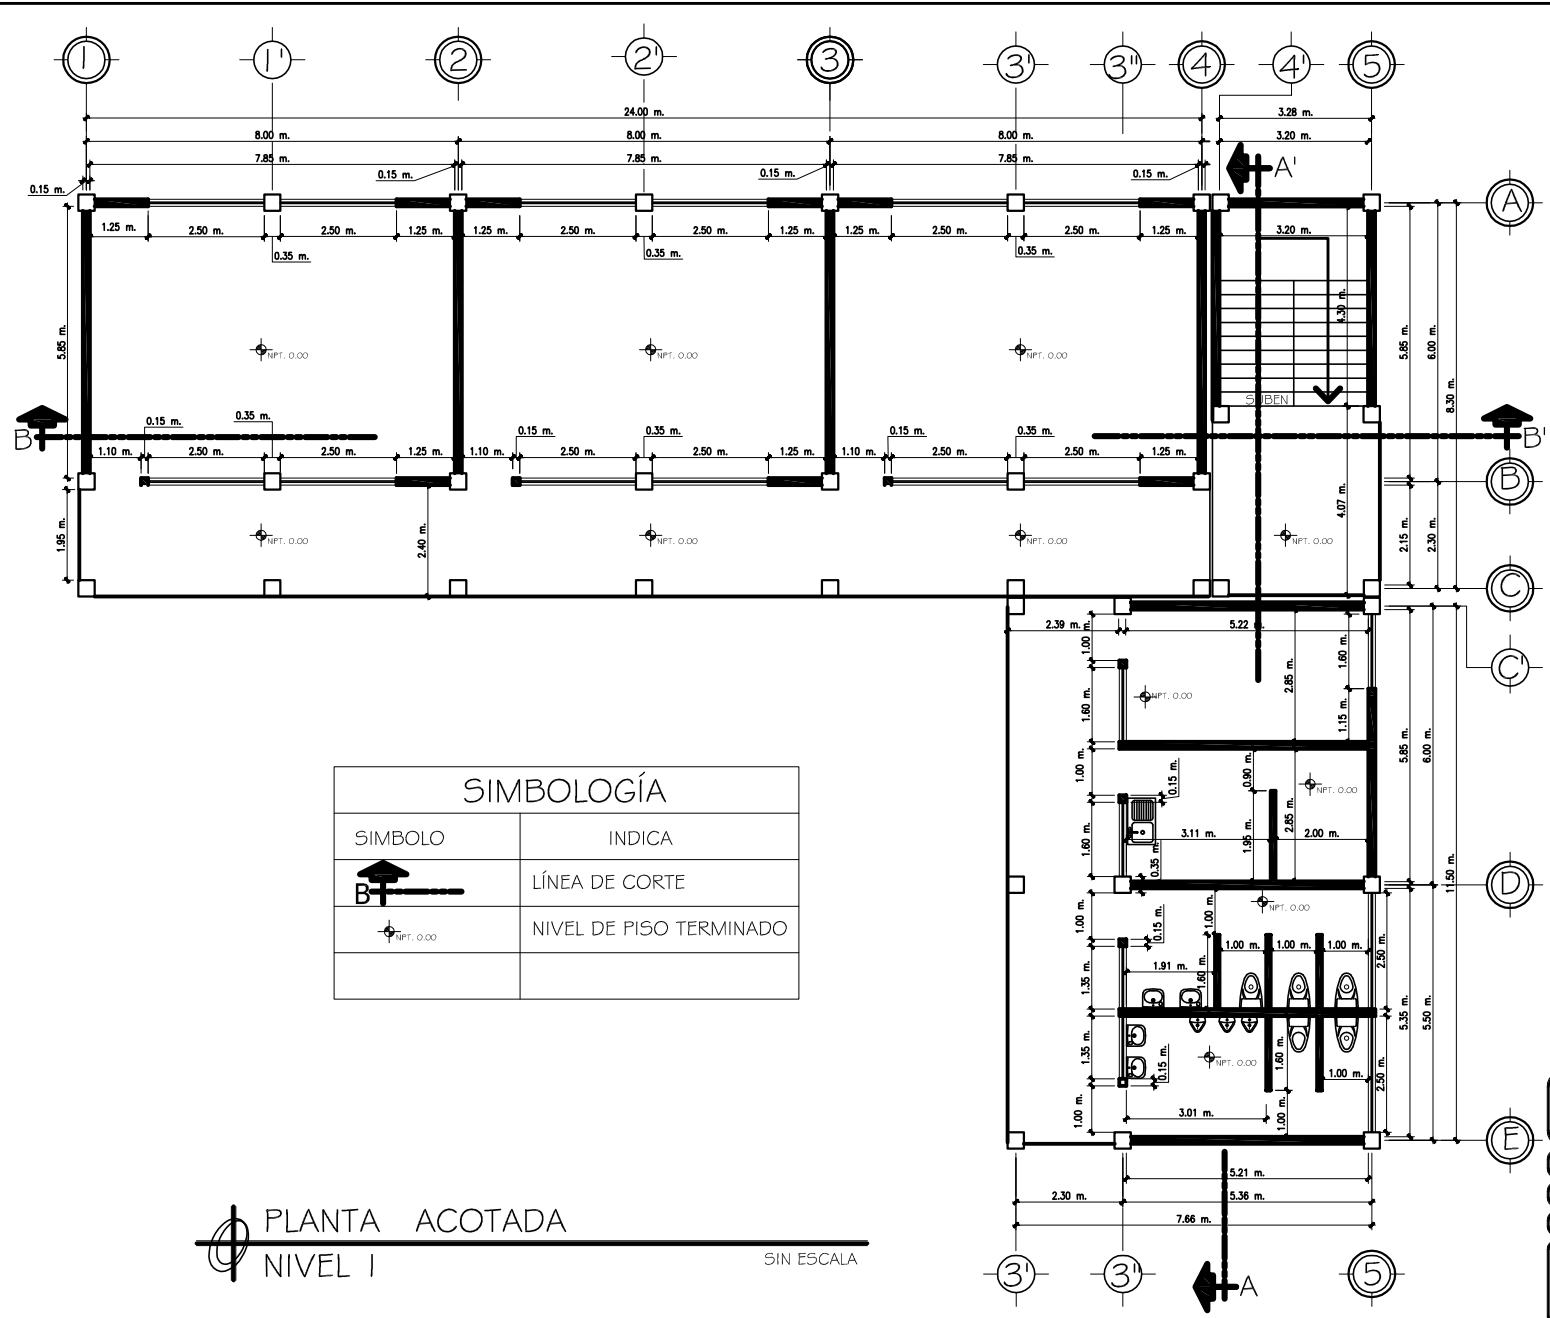 1 1' 2 2' 3 3' 3" 4 4' 5
24.00 m. 3.28 m.
8.00 m. 8.00 m. 8.00 m. 3.20 m.
7.85 m. 7.85 m. 7.85 m.
0.15 m. 0.15 m. 0.15 m. 0.15 m.
A'
A
1.25 m. 2.50 m. 2.50 m. 1.25 m. 1.25 m. 2.50 m. 2.50 m. 1.25 m. 1.25 m. 2.50 m. 2.50 m. 1.25 m. 3.20 m.
0.35 m. 0.35 m. 0.35 m.
5.85 m. 4.30 m. 5.85 m. 6.00 m. 8.30 m.
NPT. 0.00 NPT. 0.00 NPT. 0.00
SUBEN
0.15 m. 0.35 m. 0.15 m. 0.35 m. 0.15 m. 0.35 m.
B B'
1.10 m. 2.50 m. 2.50 m. 1.25 m. 1.10 m. 2.50 m. 2.50 m. 1.25 m. 1.10 m. 2.50 m. 2.50 m. 1.25 m.
B
1.95 m. 2.40 m. 4.07 m. 2.15 m. 2.30 m.
NPT. 0.00 NPT. 0.00 NPT. 0.00 NPT. 0.00
C
2.39 m. 5.22 m.
1.00 m. 1.60 m. 2.85 m. 1.60 m. 1.15 m. 5.85 m. 6.00 m. 11.50 m.
C'
NPT. 0.00
1.00 m. 0.15 m. 0.90 m. 2.85 m.
NPT. 0.00
1.60 m. 3.11 m. 0.35 m. 1.95 m. 2.00 m.
D
NPT. 0.00
1.00 m. 0.15 m. 1.00 m. 1.00 m. 1.00 m. 1.00 m. 2.50 m.
1.35 m. 1.91 m. 1.60 m. 5.35 m. 5.50 m.
1.35 m. 0.15 m. 1.60 m. 1.00 m. 2.50 m.
NPT. 0.00
1.00 m. 3.01 m. 1.00 m.
E
5.21 m.
2.30 m. 5.36 m.
7.66 m.
3' 3" 5
A
SIMBOLOGÍA
SIMBOLO INDICA
B LÍNEA DE CORTE
NPT. 0.00 NIVEL DE PISO TERMINADO
PLANTA ACOTADA
NIVEL 1
SIN ESCALA